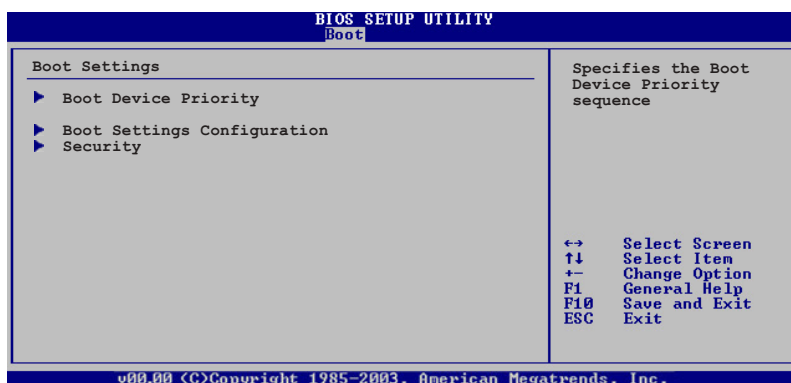 BIOS SETUP UTILITY
Boot
Boot Settings
Boot Device Priority
Boot Settings Configuration
Security
Specifies the Boot
Device Priority
sequence
←→ Select Screen
↑↓ Select Item
+- Change Option
F1 General Help
F10 Save and Exit
ESC Exit
v00.00 (C)Copyright 1985-2003, American Megatrends, Inc.